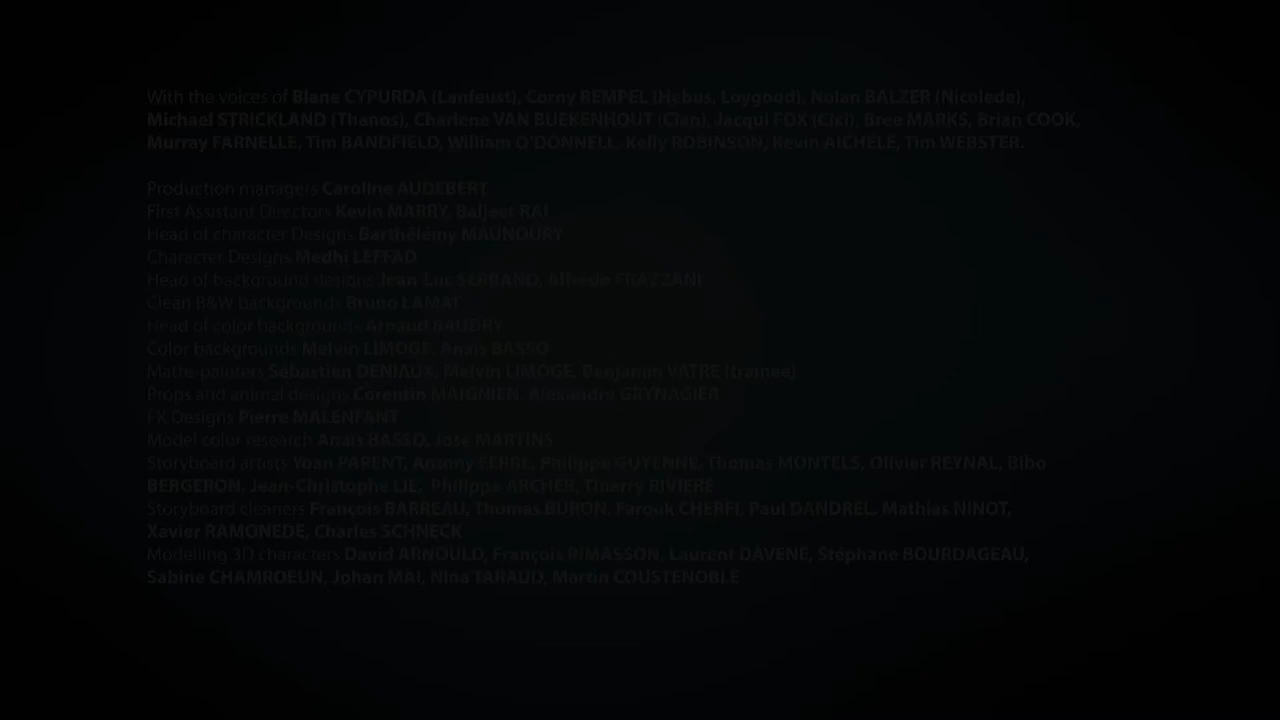 With the voices of Blane CYPURDA (Lanfeust), Corny REMPEL (Hebus, Loygood), Nolan BALZER (Nicolede),
Michael STRICKLAND (Thanos), Charlene VAN BUEKENHOUT (Cian), Jacqui FOX (Cixi), Bree MARKS, Brian COOK,
Murray FARNELLE, Tim BANDFIELD, William O'DONNELL, Kelly ROBINSON, Kevin AICHELE, Tim WEBSTER.
Production managers Caroline AUDEBERT
First Assistant Directors Kevin MARRY, Baljeet RAI
Head of character Designs Barthélémy MAUNOURY
Character Designs Medhi LEFFAD
Head of background designs Jean-Luc SERRANO, Alfredo FRAZZANI
Clean B&W backgrounds Bruno LAMAT
Head of color backgrounds Arnaud BAUDRY
Color backgrounds Melvin LIMOGE, Anaïs BASSO
Matte-painters Sébastien DENIAUX, Melvin LIMOGE, Benjamin VATRE (trainee)
Props and animal designs Corentin MAIGNIEN, Alexandre GRYNAGIER
FX Designs Pierre MALENFANT
Model color research Anaïs BASSO, José MARTINS
Storyboard artists Yoan PARENT, Antony FERRE, Philippe GUYENNE, Thomas MONTELS, Olivier REYNAL, Bibo
BERGERON, Jean-Christophe LIE, Philippe ARCHER, Thierry RIVIERE
Storyboard cleaners François BARREAU, Thomas BURON, Farouk CHERFI, Paul DANDREL, Mathias NINOT,
Xavier RAMONEDE, Charles SCHNECK
Modelling 3D characters David ARNOULD, François RIMASSON, Laurent DAVENE, Stéphane BOURDAGEAU,
Sabine CHAMROEUN, Johan MAI, Nina TARAUD, Martin COUSTENOBLE